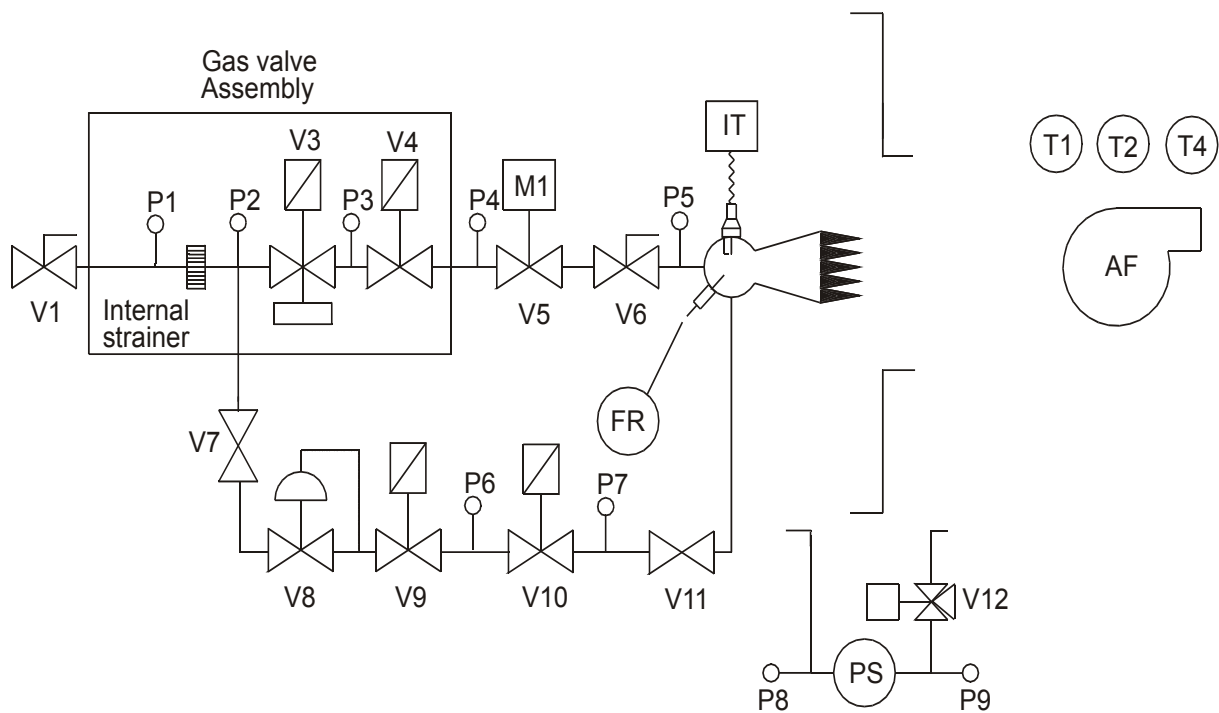 Gas valve
Assembly
V3
V4
IT
T1
T2
T4
P1
P2
P3
P4
M1
P5
AF
V1
Internal
strainer
V5
V6
FR
V7
P6
P7
V8
V9
V10
V11
V12
PS
P8
P9